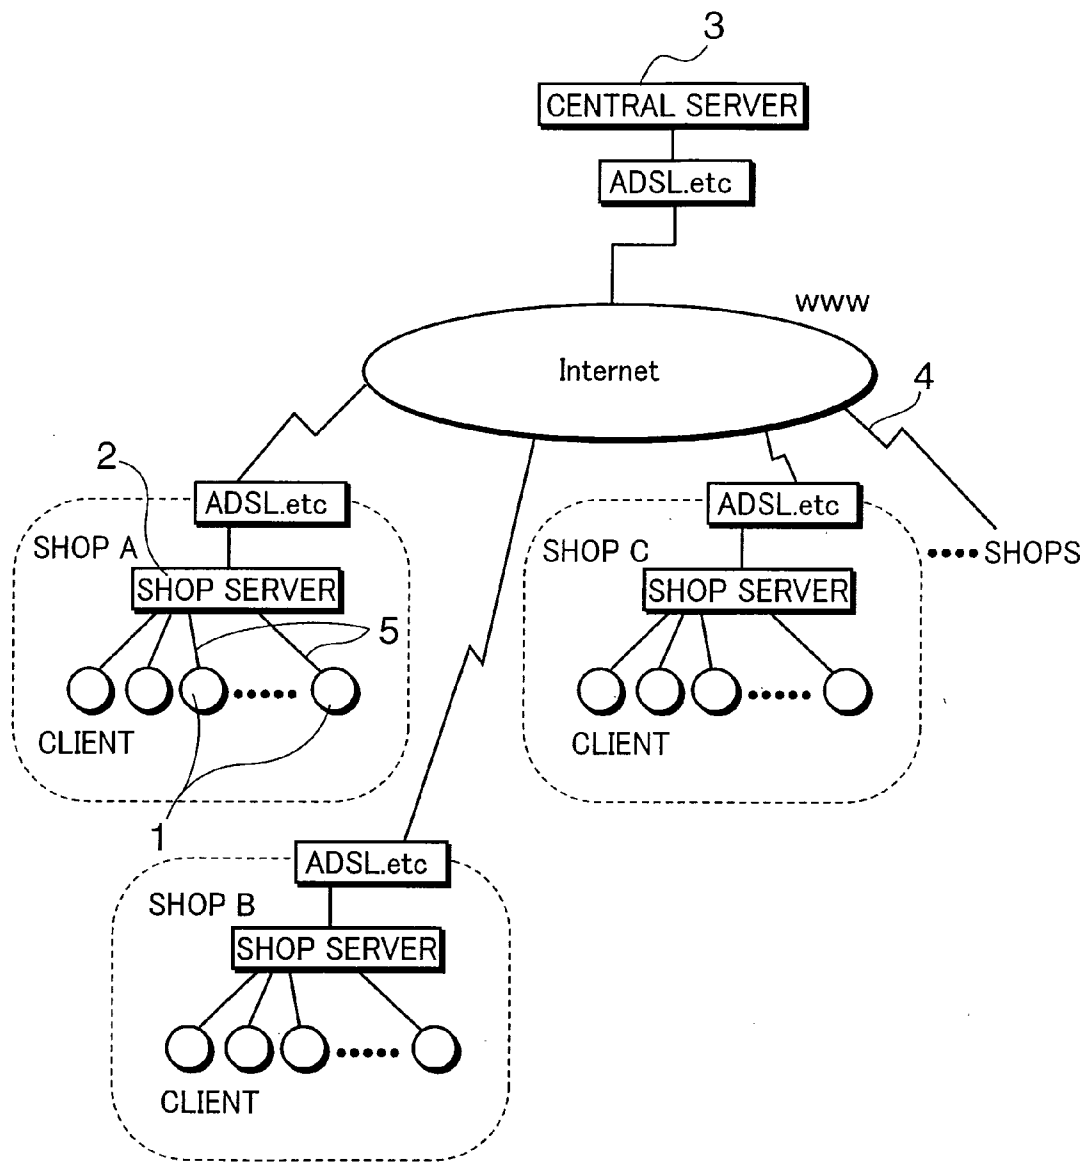 3
CENTRAL SERVER
ADSL.etc
WWW
Internet
4
2
ADSL.etc
ADSL.etc
SHOP A
SHOP C
•••• SHOPS
SHOP SERVER
SHOP SERVER
5
•••••
•••••
CLIENT
CLIENT
1
ADSL.etc
SHOP B
SHOP SERVER
•••••
CLIENT